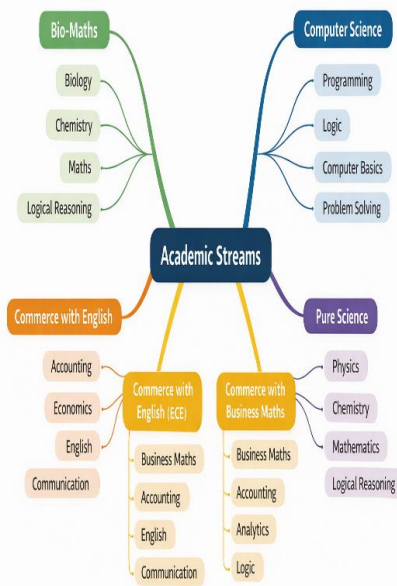 Bio-Maths
Biology
Chemistry
Maths
Logical Reasoning
Computer Science
Programming
Logic
Computer Basics
Problem Solving
Academic Streams
Commerce with English
Accounting
Economics
English
Communication
Commerce with
English (ECE)
Business Maths
Accounting
English
Communication
Commerce with
Business Maths
Business Maths
Accounting
Analytics
Logic
Pure Science
Physics
Chemistry
Mathematics
Logical Reasoning